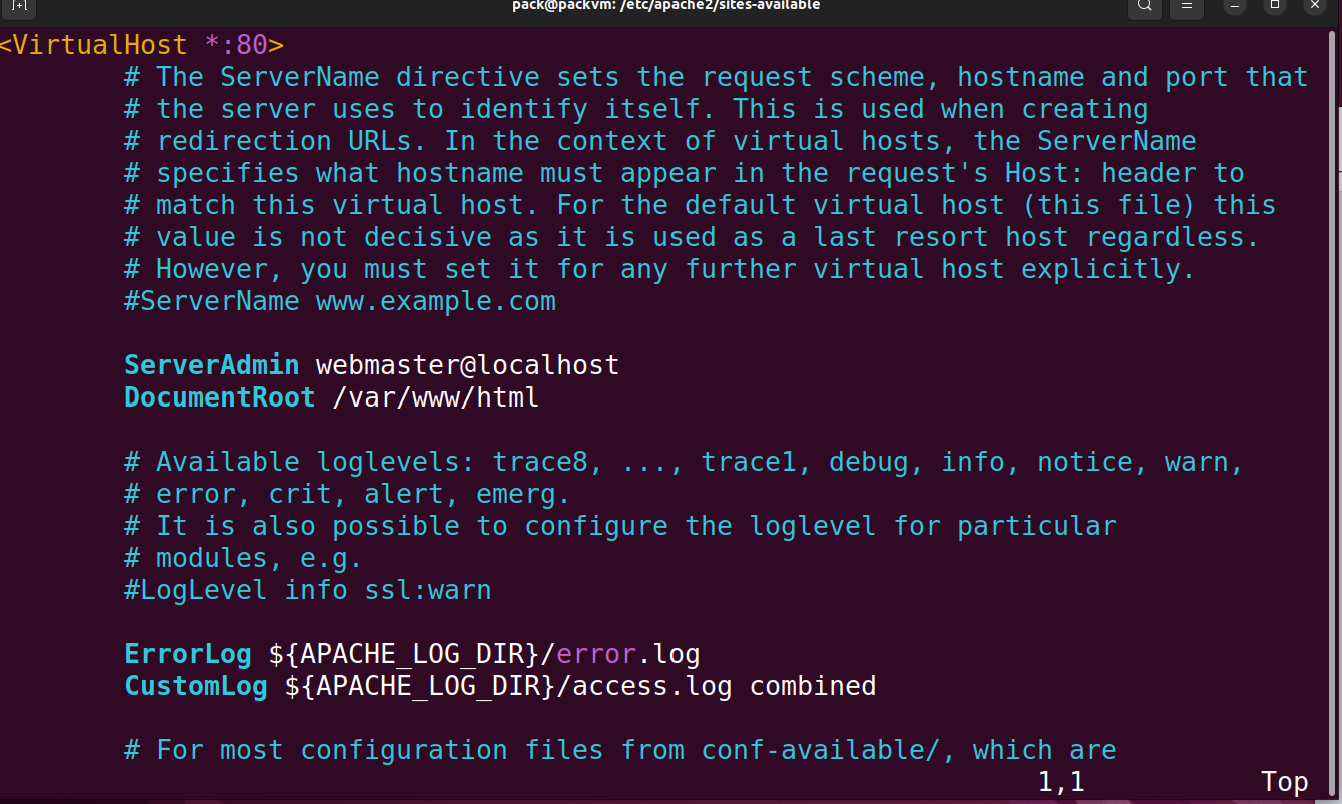 pack@packvm: /etc/apache2/sites-available
<VirtualHost *:80>
# The ServerName directive sets the request scheme, hostname and port that
# the server uses to identify itself. This is used when creating
# redirection URLs. In the context of virtual hosts, the ServerName
# specifies what hostname must appear in the request's Host: header to
# match this virtual host. For the default virtual host (this file) this
# value is not decisive as it is used as a last resort host regardless.
# However, you must set it for any further virtual host explicitly.
#ServerName www.example.com
ServerAdmin webmaster@localhost
DocumentRoot /var/www/html
# Available loglevels: trace8, ..., trace1, debug, info, notice, warn,
# error, crit, alert, emerg.
# It is also possible to configure the loglevel for particular
# modules, e.g.
#LogLevel info ssl:warn
ErrorLog ${APACHE_LOG_DIR}/error.log
CustomLog ${APACHE_LOG_DIR}/access.log combined
# For most configuration files from conf-available/, which are
1,1 Top